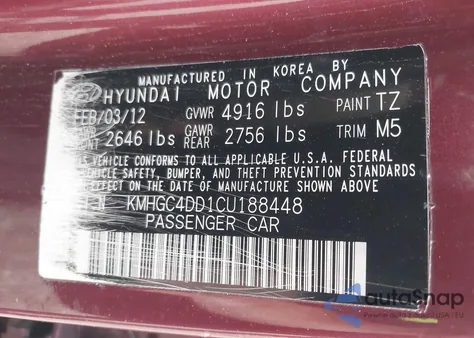 MANUFACTURED IN KOREA BY
HYUNDAI MOTOR COMPANY
FEB/03/12 GVWR 4916 lbs PAINT TZ
2646 lbs GAWR REAR 2756 lbs TRIM M5
VEHICLE CONFORMS TO ALL APPLICABLE U.S.A. FEDERAL
VEHICLE SAFETY, BUMPER, AND THEFT PREVENTION STANDARDS
IN EFFECT ON THE DATE OF MANUFACTURE SHOWN ABOVE.
KMHGC4DD1CU188448
PASSENGER CAR
autoSnap